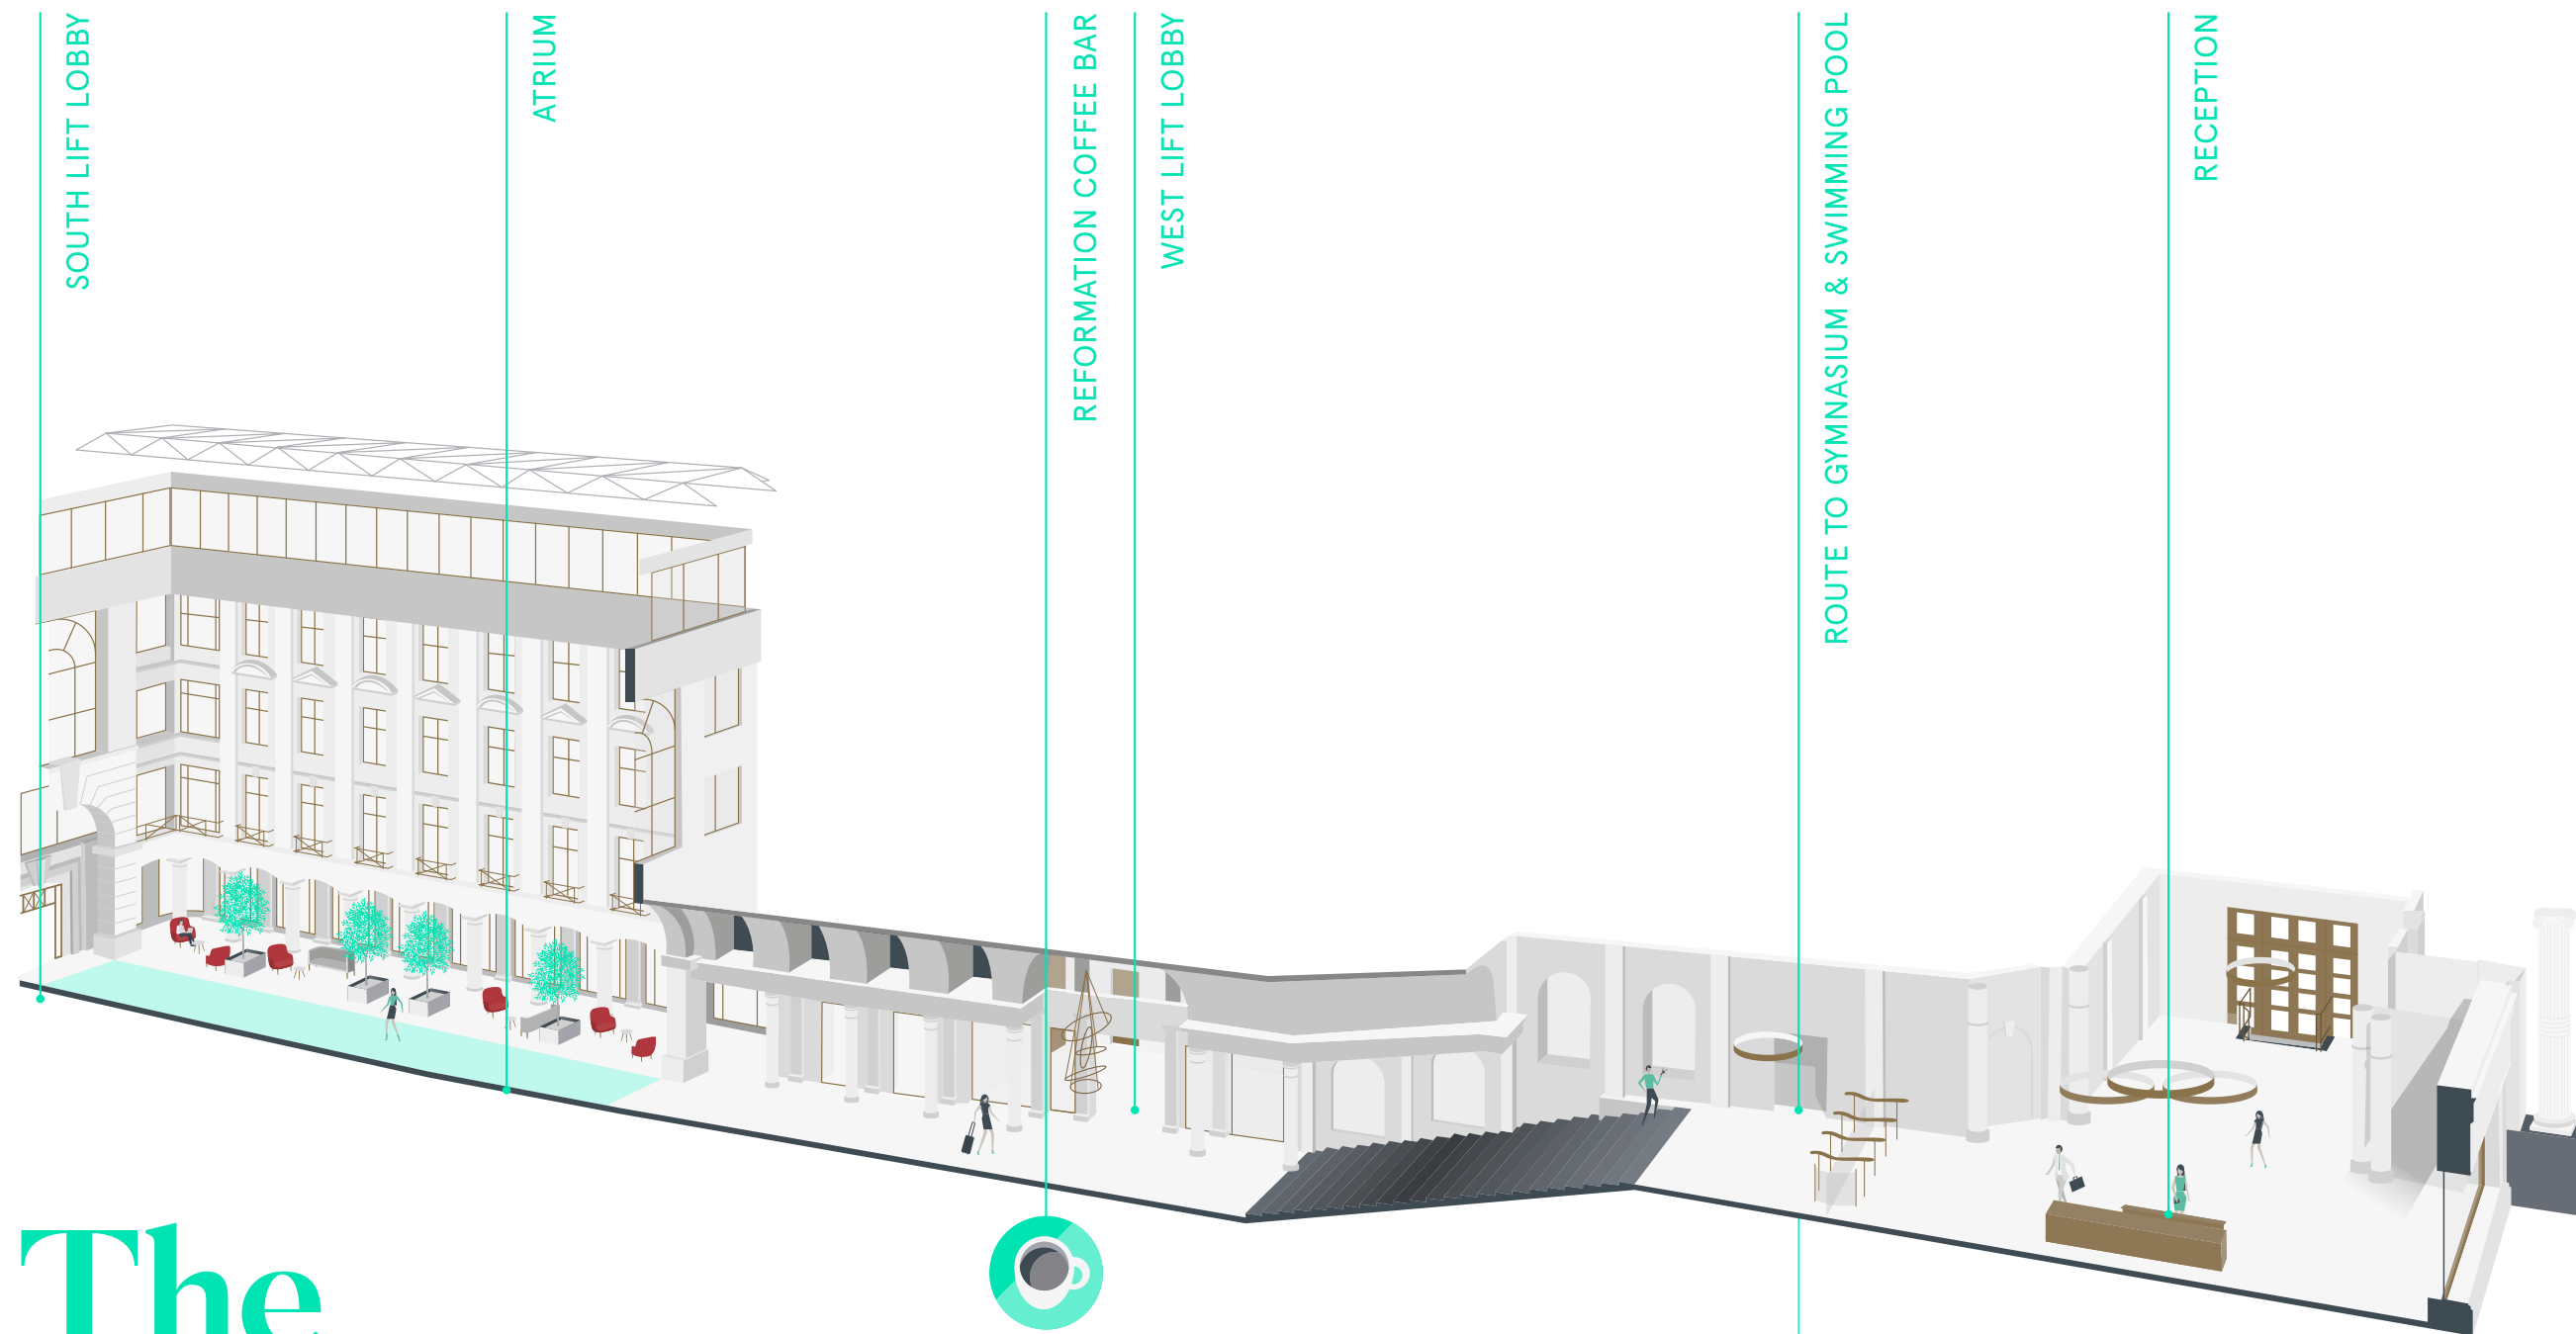 SOUTH LIFT LOBBY
ATRIUM
REFORMATION COFFEE BAR
WEST LIFT LOBBY
ROUTE TO GYMNASIUM & SWIMMING POOL
RECEPTION
The